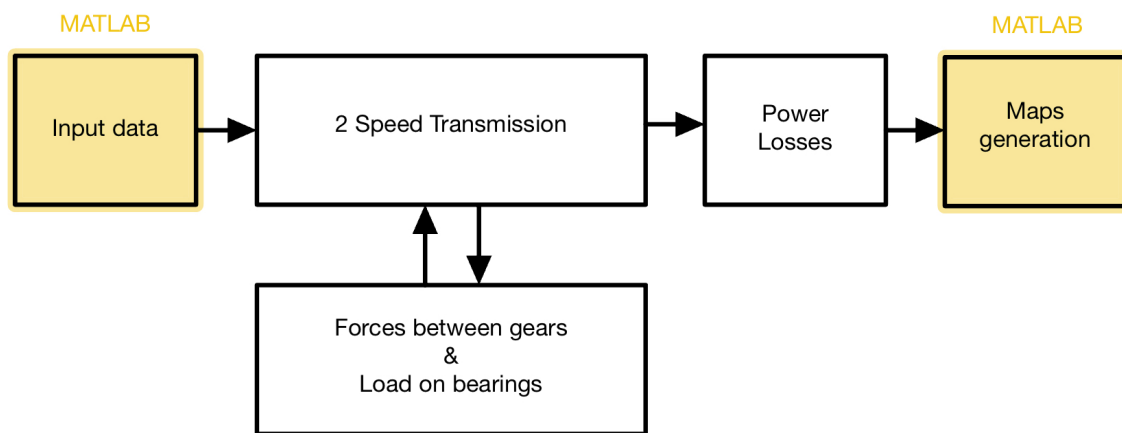 MATLAB
MATLAB
Input data
2 Speed Transmission
Power
Losses
Maps
generation
Forces between gears
&
Load on bearings